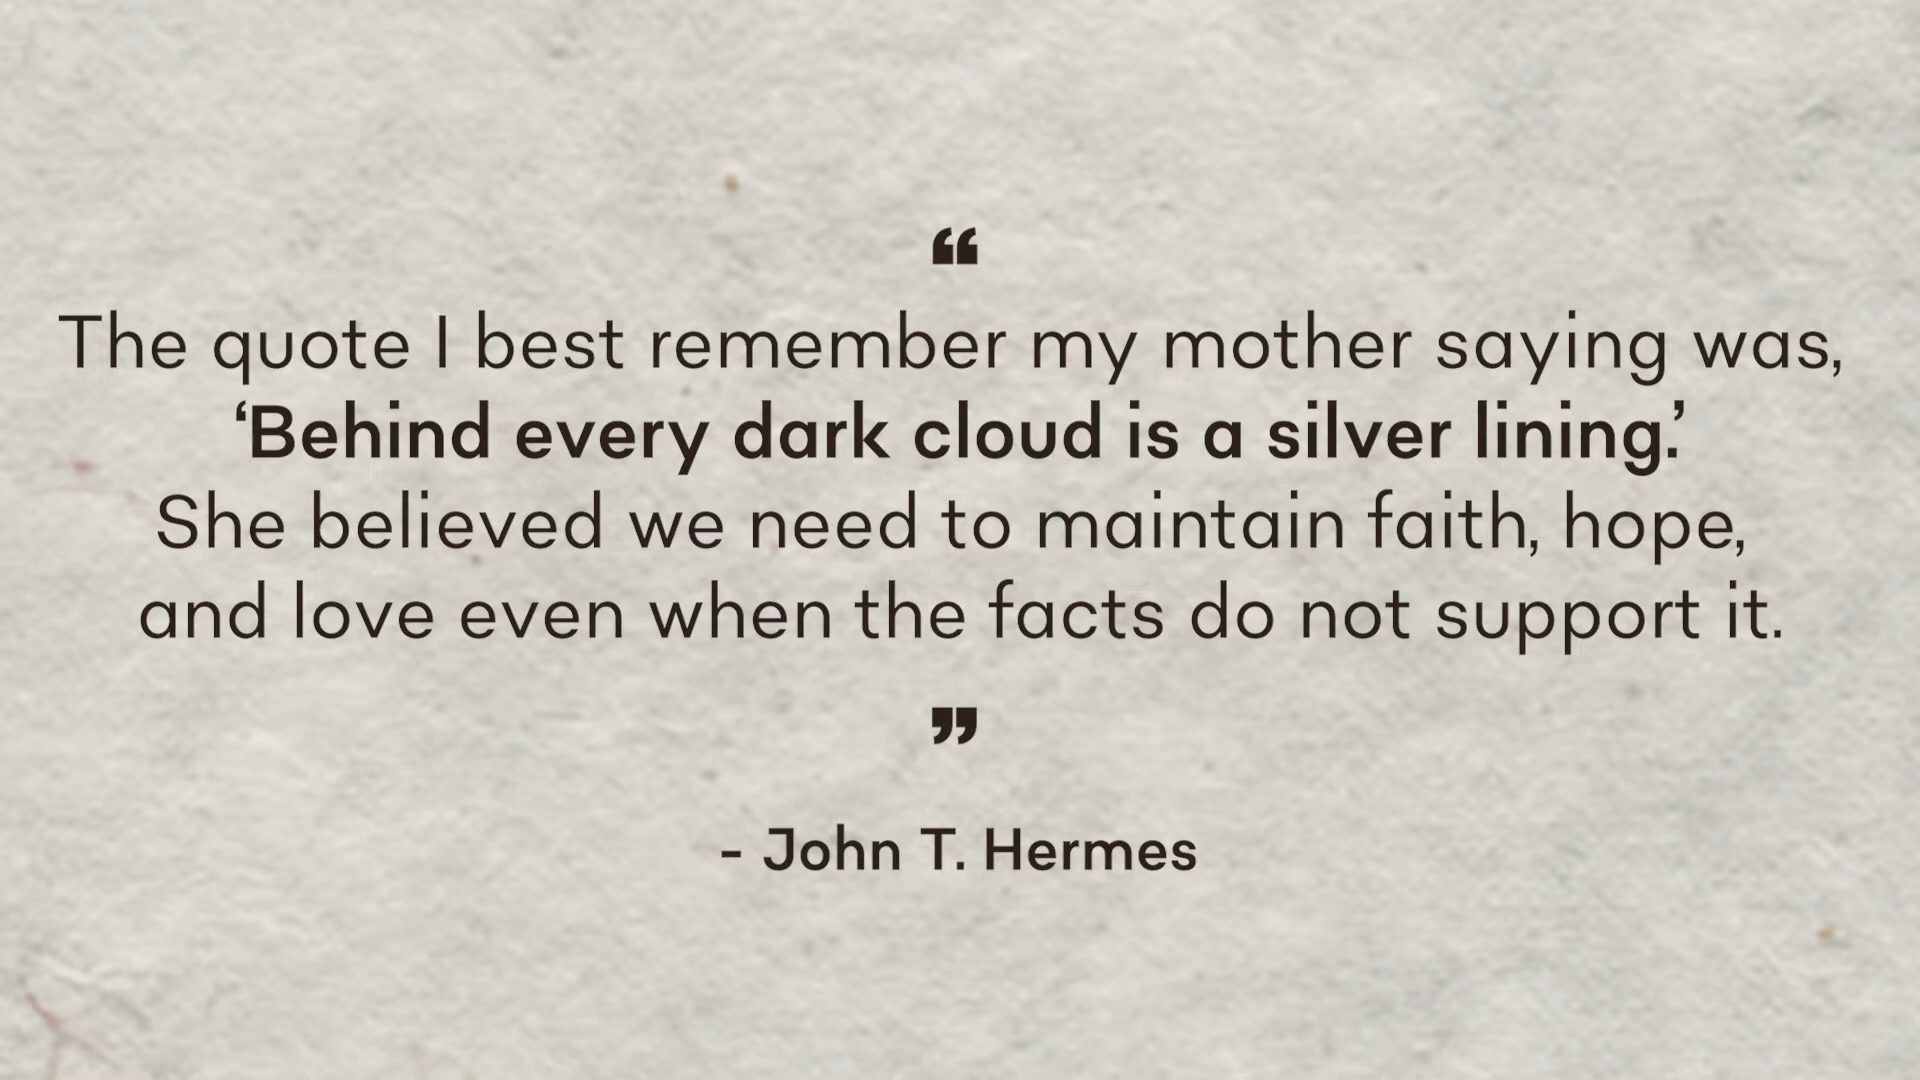 “
The quote I best remember my mother saying was,
‘Behind every dark cloud is a silver lining.’
She believed we need to maintain faith, hope,
and love even when the facts do not support it.
”
- John T. Hermes